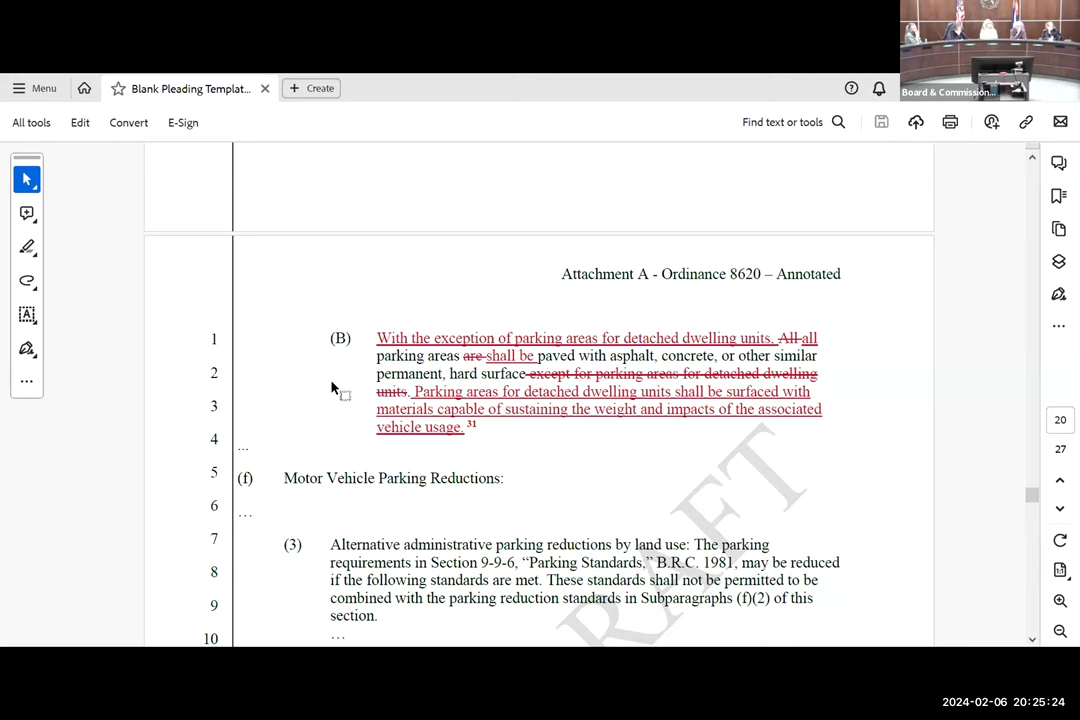 Menu
Blank Pleading Templat...
Create
Board & Commission...
All tools
Edit
Convert
E-Sign
Find text or tools
Attachment A - Ordinance 8620 – Annotated
1 (B) With the exception of parking areas for detached dwelling units, All all
parking areas are shall be paved with asphalt, concrete, or other similar
2 permanent, hard surface except for parking areas for detached dwelling
units. Parking areas for detached dwelling units shall be surfaced with
3 materials capable of sustaining the weight and impacts of the associated
vehicle usage. 31
4 ...
5 (f) Motor Vehicle Parking Reductions:
6 ...
7 (3) Alternative administrative parking reductions by land use: The parking
8 requirements in Section 9-9-6, “Parking Standards,” B.R.C. 1981, may be reduced
if the following standards are met. These standards shall not be permitted to be
9 combined with the parking reduction standards in Subparagraphs (f)(2) of this
section.
10 ...
RAFT
20
27
1:1
2024-02-06 20:25:24